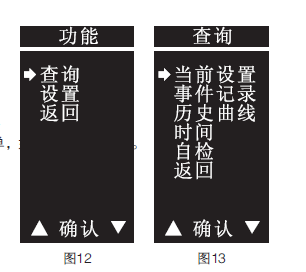 功能
➡查询
设置
返回
▲ 确认 ▼
图12
查询
➡当前设置
事件记录
历史曲线
时间
自检
返回
▲ 确认 ▼
图13